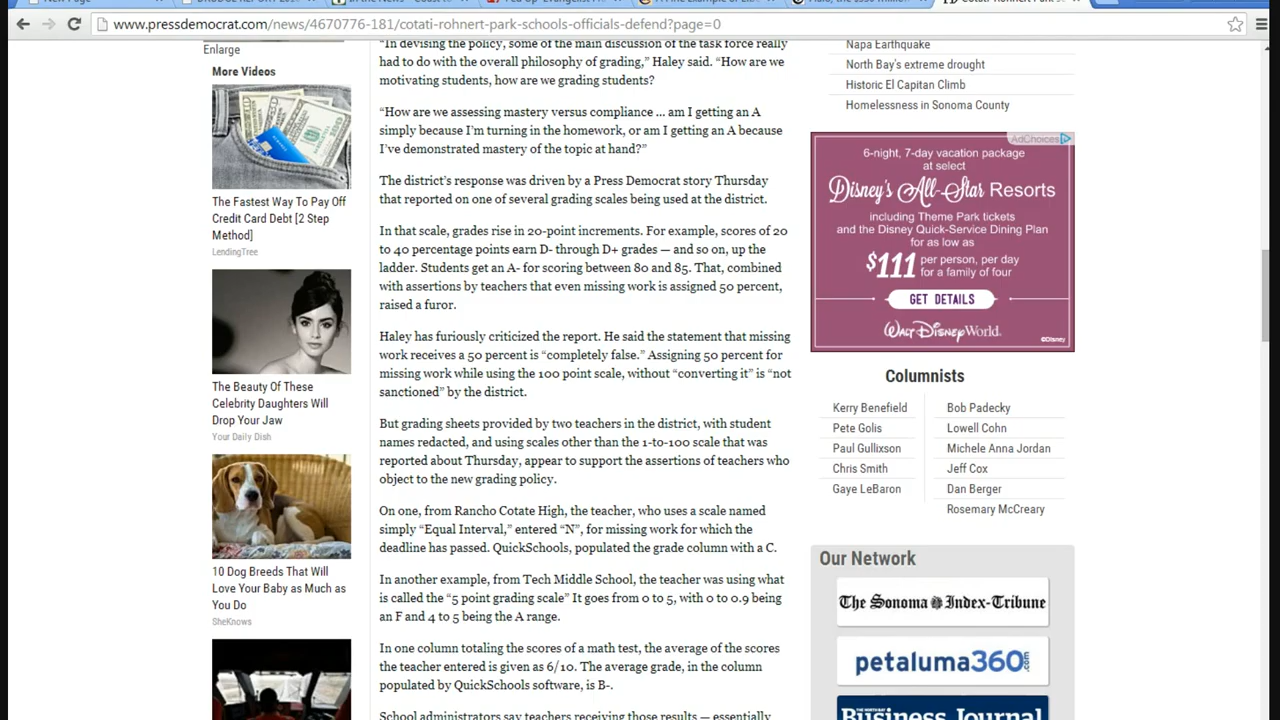 www.pressdemocrat.com/news/4670776-181/cotati-rohnert-park-schools-officials-defend?page=0
Enlarge
More Videos
The Fastest Way To Pay Off
Credit Card Debt [2 Step
Method]
LendingTree
The Beauty Of These
Celebrity Daughters Will
Drop Your Jaw
Your Daily Dish
10 Dog Breeds That Will
Love Your Baby as Much as
You Do
SheKnows
“In devising the policy, some of the main discussion of the task force really
had to do with the overall philosophy of grading,” Haley said. “How are we
motivating students, how are we grading students?
“How are we assessing mastery versus compliance ... am I getting an A
simply because I’m turning in the homework, or am I getting an A because
I’ve demonstrated mastery of the topic at hand?”
The district’s response was driven by a Press Democrat story Thursday
that reported on one of several grading scales being used at the district.
In that scale, grades rise in 20-point increments. For example, scores of 20
to 40 percentage points earn D- through D+ grades — and so on, up the
ladder. Students get an A- for scoring between 80 and 85. That, combined
with assertions by teachers that even missing work is assigned 50 percent,
raised a furor.
Haley has furiously criticized the report. He said the statement that missing
work receives a 50 percent is “completely false.” Assigning 50 percent for
missing work while using the 100 point scale, without “converting it” is “not
sanctioned” by the district.
But grading sheets provided by two teachers in the district, with student
names redacted, and using scales other than the 1-to-100 scale that was
reported about Thursday, appear to support the assertions of teachers who
object to the new grading policy.
On one, from Rancho Cotate High, the teacher, who uses a scale named
simply “Equal Interval,” entered “N”, for missing work for which the
deadline has passed. QuickSchools, populated the grade column with a C.
In another example, from Tech Middle School, the teacher was using what
is called the “5 point grading scale” It goes from 0 to 5, with 0 to 0.9 being
an F and 4 to 5 being the A range.
In one column totaling the scores of a math test, the average of the scores
the teacher entered is given as 6/10. The average grade, in the column
populated by QuickSchools software, is B-.
School administrators say teachers receiving those results — essentially
Napa Earthquake
North Bay's extreme drought
Historic El Capitan Climb
Homelessness in Sonoma County
AdChoices
6-night, 7-day vacation package
at select
Disney's All-Star Resorts
including Theme Park tickets
and the Disney Quick-Service Dining Plan
for as low as
$111 per person, per day
for a family of four
GET DETAILS
Walt Disney World.
©Disney
Columnists
Kerry Benefield
Pete Golis
Paul Gullixson
Chris Smith
Gaye LeBaron
Bob Padecky
Lowell Cohn
Michele Anna Jordan
Jeff Cox
Dan Berger
Rosemary McCreary
Our Network
The Sonoma Index-Tribune
petaluma360.com
Business Journal